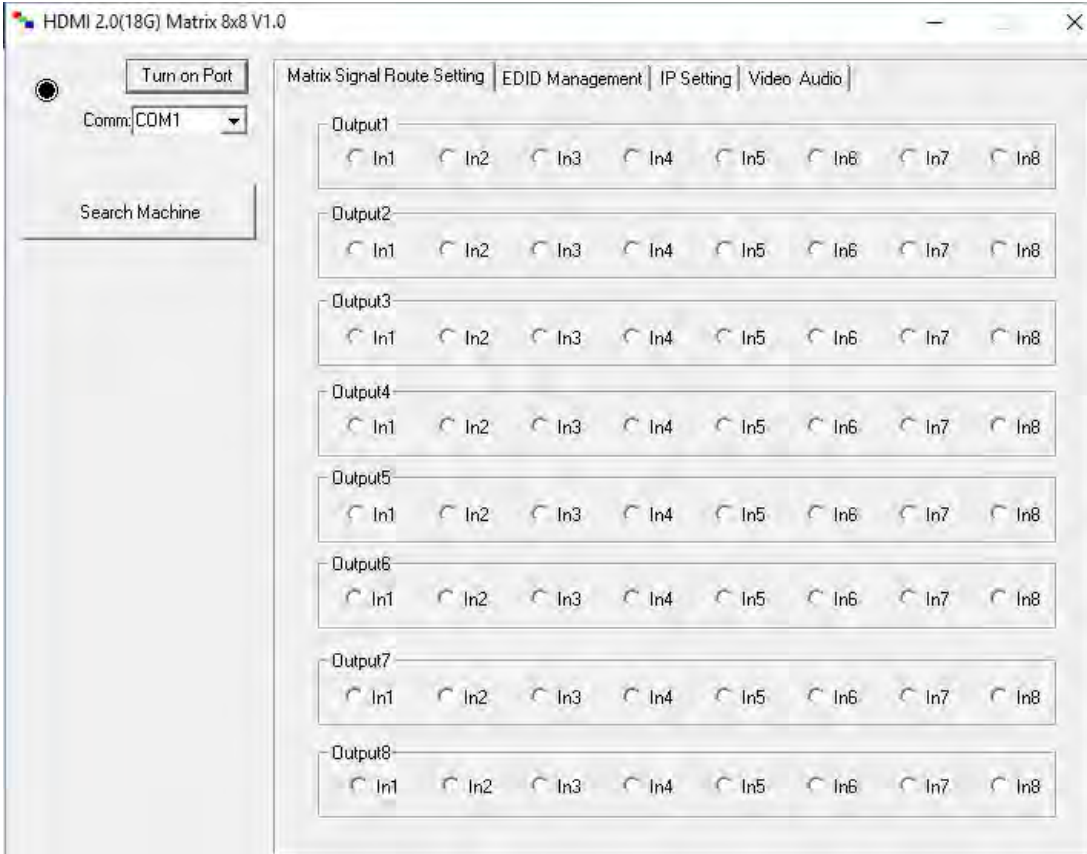 HDMI 2.0(18G) Matrix 8x8 V1.0
Turn on Port
Comm: COM1
Search Machine
Matrix Signal Route Setting EDID Management IP Setting Video Audio
Output1
In1 In2 In3 In4 In5 In6 In7 In8
Output2
In1 In2 In3 In4 In5 In6 In7 In8
Output3
In1 In2 In3 In4 In5 In6 In7 In8
Output4
In1 In2 In3 In4 In5 In6 In7 In8
Output5
In1 In2 In3 In4 In5 In6 In7 In8
Output6
In1 In2 In3 In4 In5 In6 In7 In8
Output7
In1 In2 In3 In4 In5 In6 In7 In8
Output8
In1 In2 In3 In4 In5 In6 In7 In8